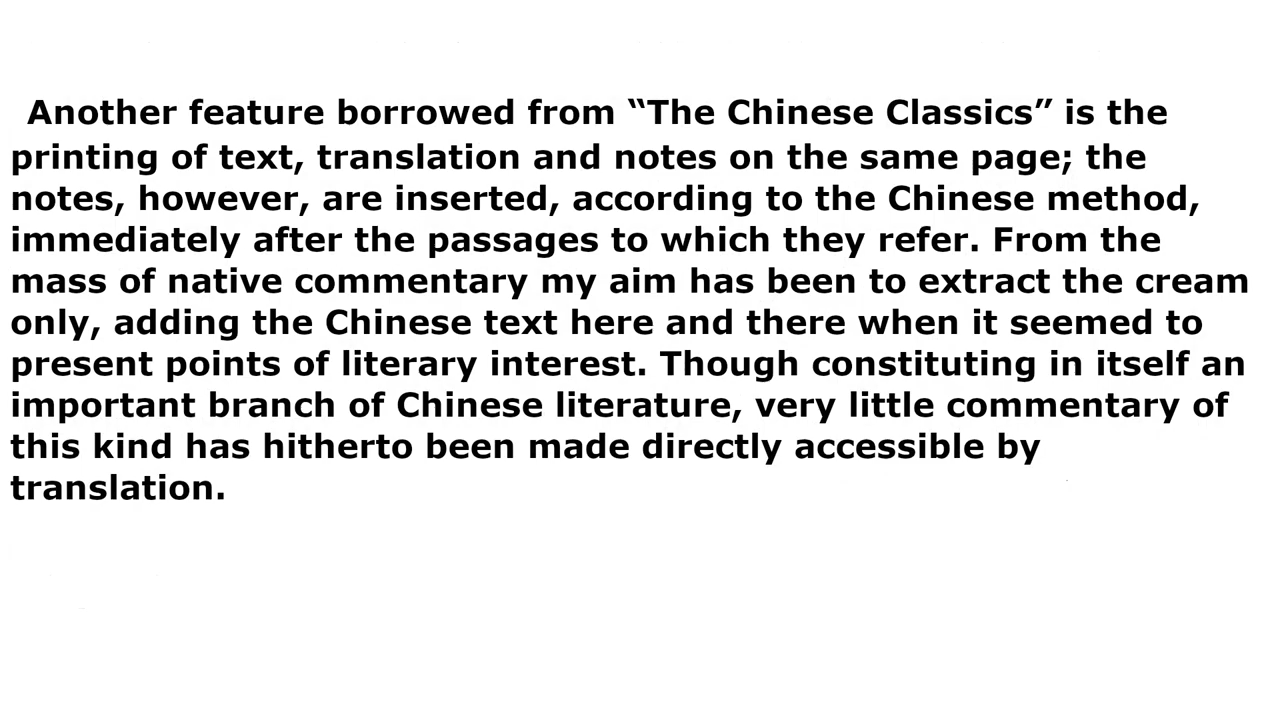 Another feature borrowed from “The Chinese Classics” is the
printing of text, translation and notes on the same page; the
notes, however, are inserted, according to the Chinese method,
immediately after the passages to which they refer. From the
mass of native commentary my aim has been to extract the cream
only, adding the Chinese text here and there when it seemed to
present points of literary interest. Though constituting in itself an
important branch of Chinese literature, very little commentary of
this kind has hitherto been made directly accessible by
translation.